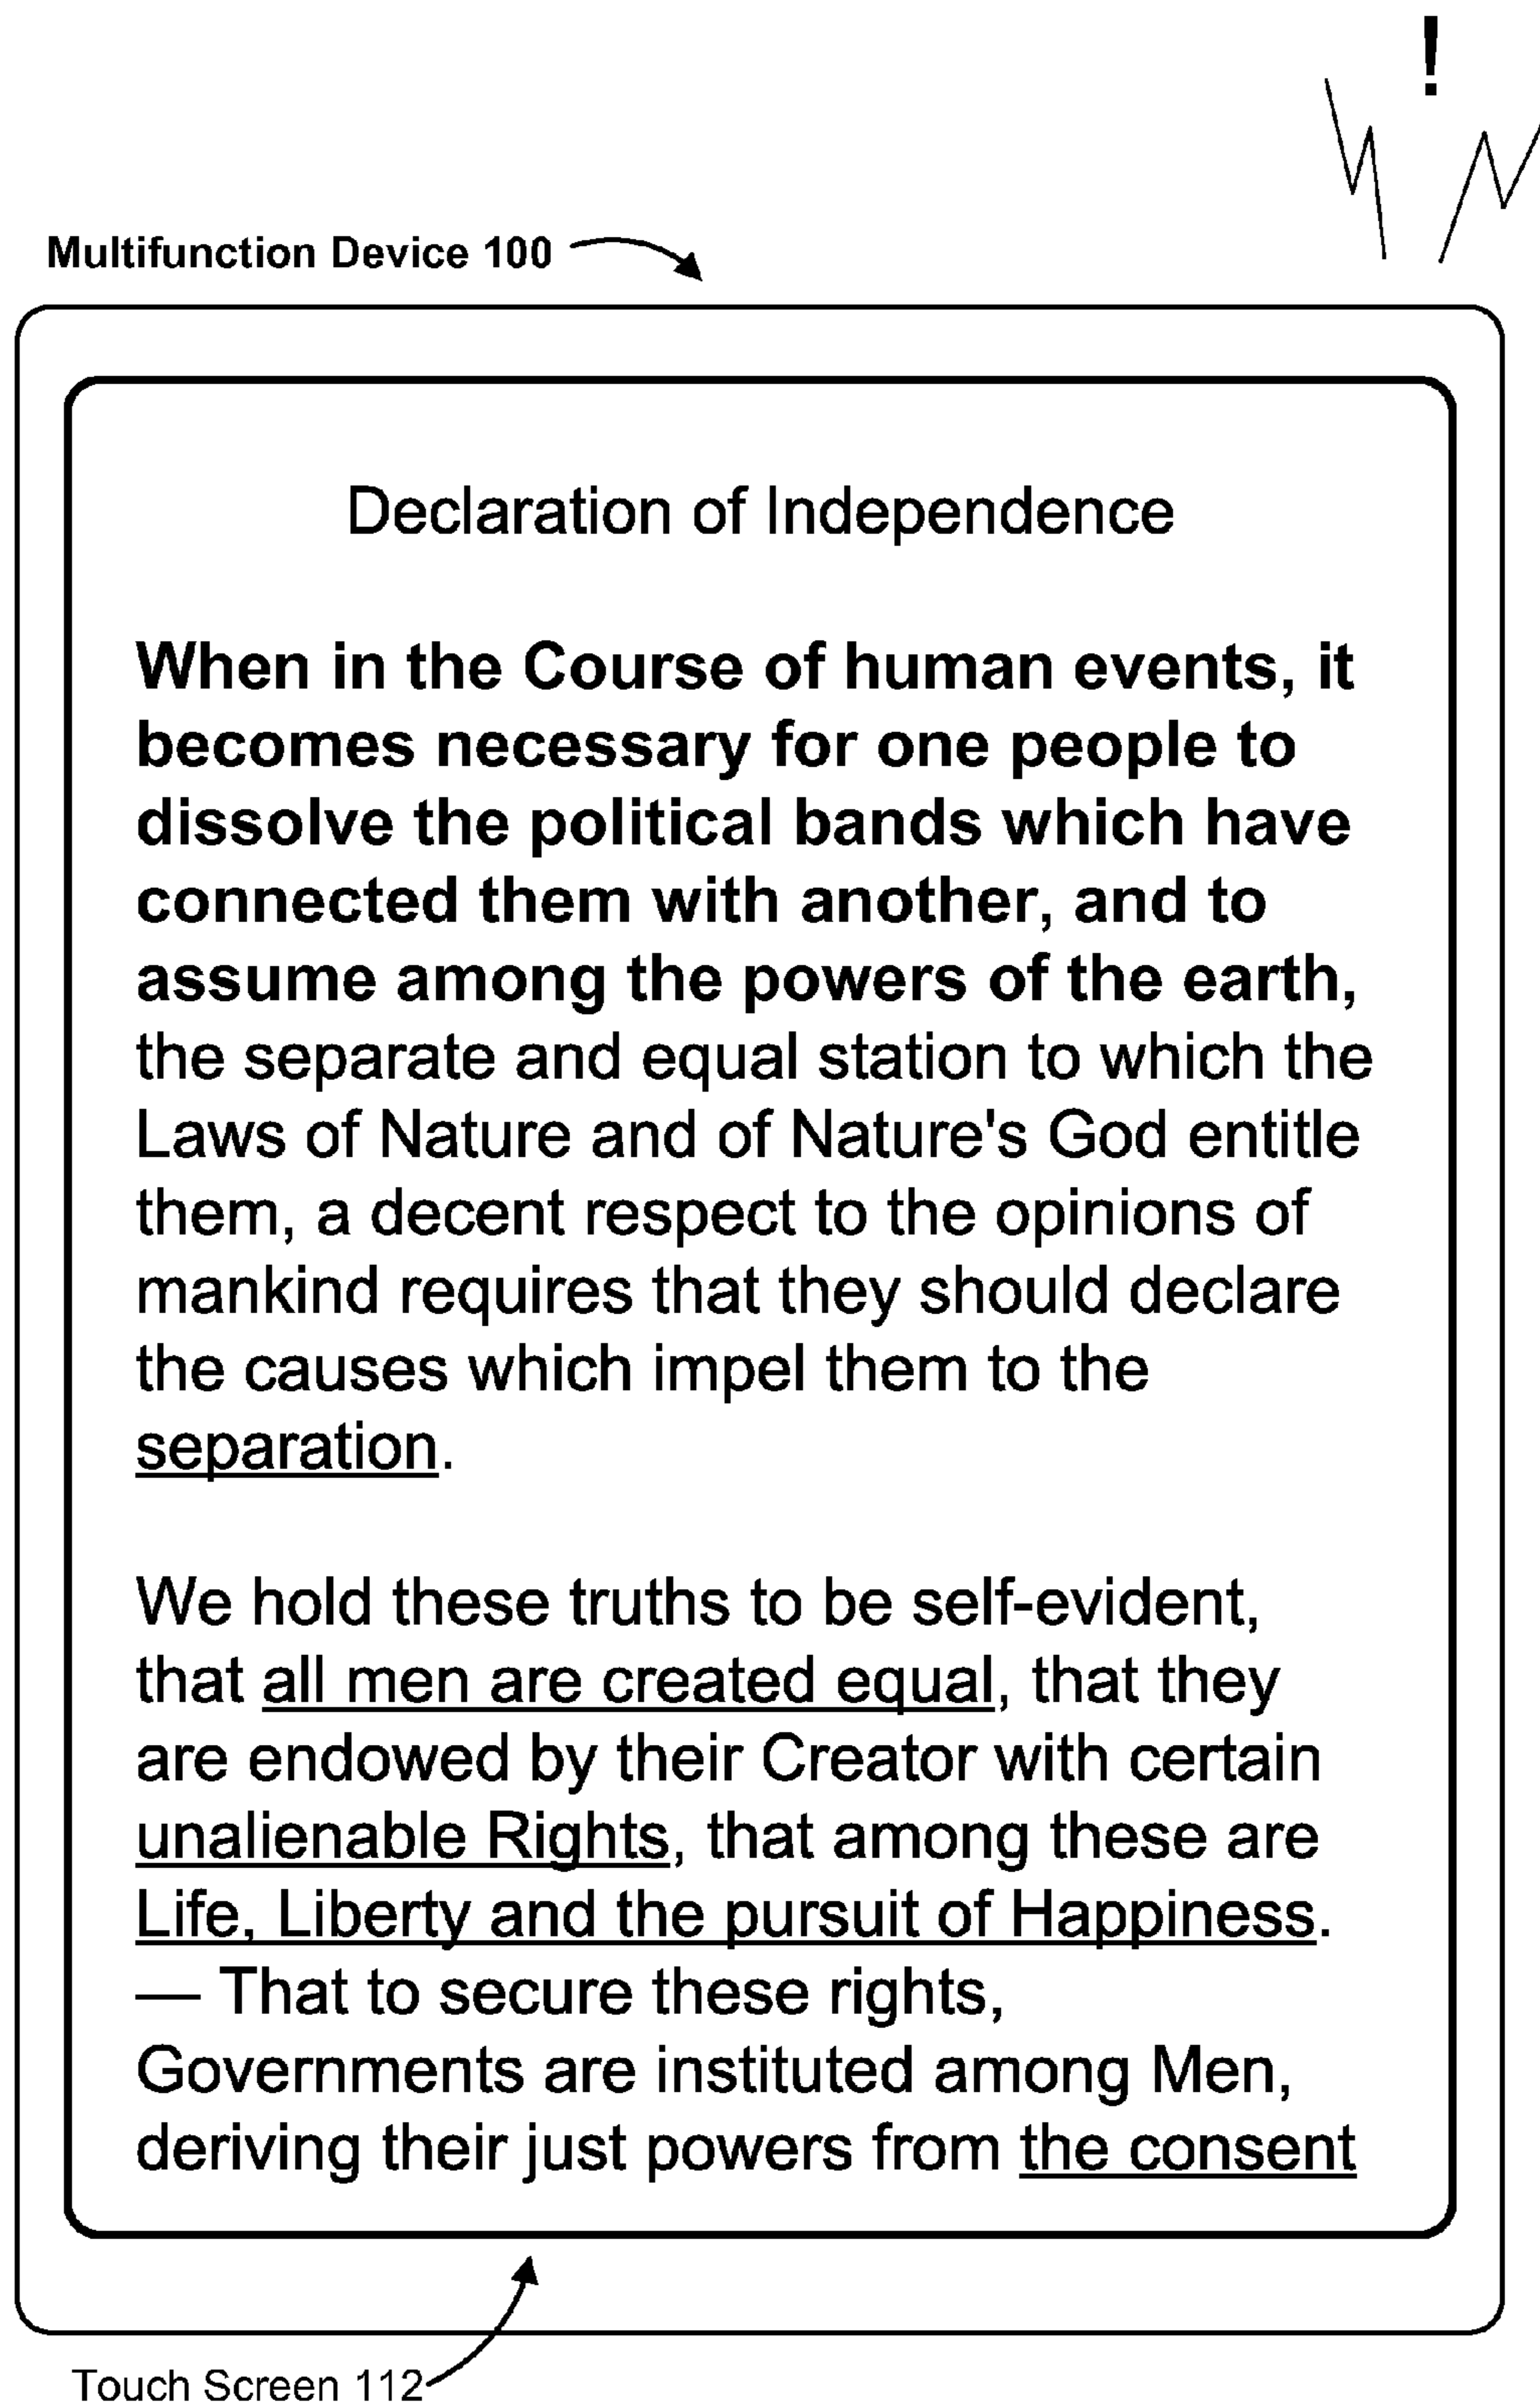 !
Multifunction Device 100
Declaration of Independence
When in the Course of human events, it
becomes necessary for one people to
dissolve the political bands which have
connected them with another, and to
assume among the powers of the earth,
the separate and equal station to which the
Laws of Nature and of Nature's God entitle
them, a decent respect to the opinions of
mankind requires that they should declare
the causes which impel them to the
separation.
We hold these truths to be self-evident,
that all men are created equal, that they
are endowed by their Creator with certain
unalienable Rights, that among these are
Life, Liberty and the pursuit of Happiness.
— That to secure these rights,
Governments are instituted among Men,
deriving their just powers from the consent
Touch Screen 112